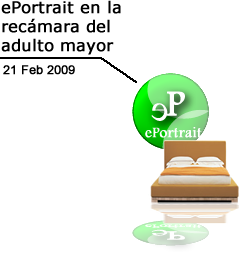 ePortrait en la
recámara del
adulto mayor
21 Feb 2009
eP
ePortrait